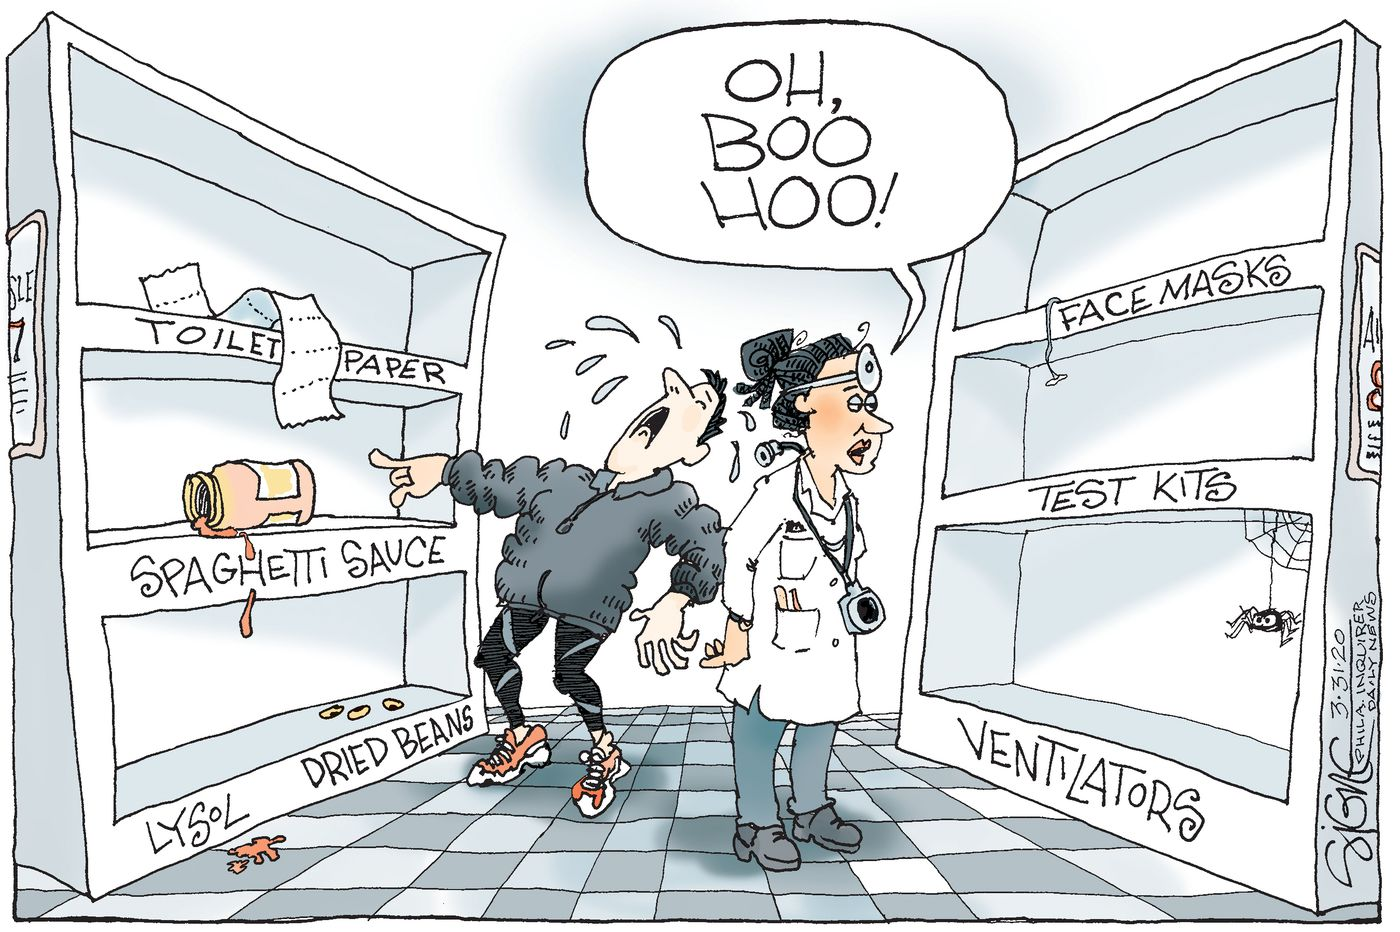 OH,
BOO
HOO!
TOILET PAPER
SPAGHETTI SAUCE
DRIED BEANS
LYSOL
FACE MASKS
TEST KITS
VENTILATORS
7
SIGNE
3.31.20
PHILA.INQUIRER
DAILY NEWS